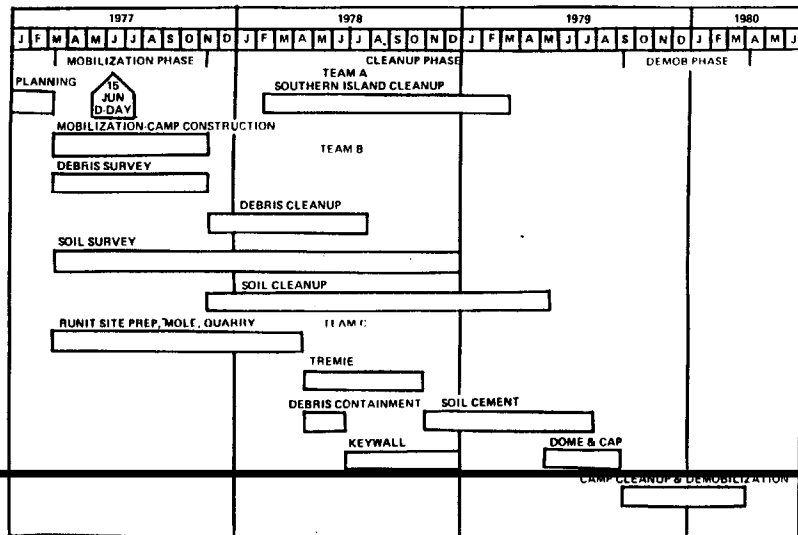 1977 1978 1979 1980
J F M A M J J A S O N D J F M A M J J A S O N D J F M A M J J A S O N D J F M A M J
MOBILIZATION PHASE CLEANUP PHASE DEMOB PHASE
PLANNING
15
JUN
D-DAY
TEAM A
SOUTHERN ISLAND CLEANUP
MOBILIZATION-CAMP CONSTRUCTION
TEAM B
DEBRIS SURVEY
DEBRIS CLEANUP
SOIL SURVEY
SOIL CLEANUP
RUNIT SITE PREP, MOLE, QUARRY
TEAM C
TREMIE
DEBRIS CONTAINMENT
SOIL CEMENT
KEYWALL
DOME & CAP
CAMP CLEANUP & DEMOBILIZATION